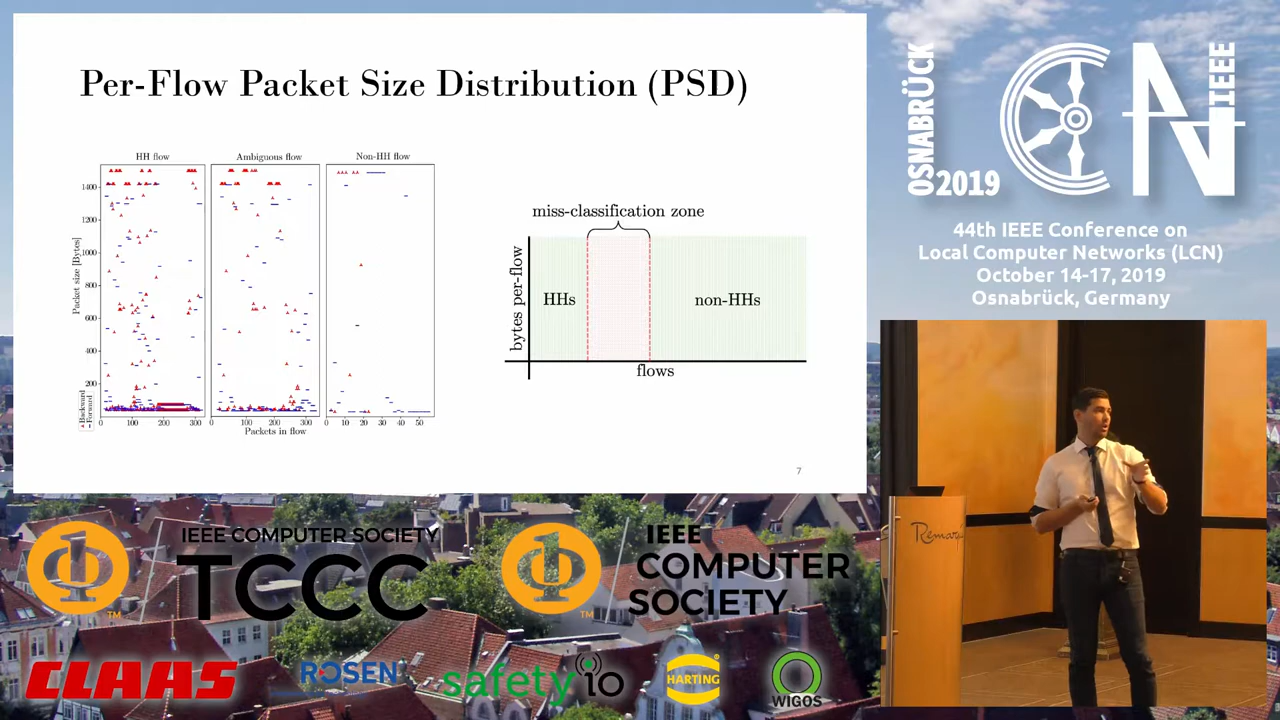 Per-Flow Packet Size Distribution (PSD)
HH flow
Ambiguous flow
Non-HH flow
Packet size [Bytes]
1400
1200
1000
800
600
400
200
Backward
Forward
0 100 200 300
0 100 200 300
0 10 20 30 40 50
Packets in flow
miss-classification zone
bytes per-flow
HHs
non-HHs
flows
7
OSNABRÜCK
2019
LCN
IEEE
44th IEEE Conference on
Local Computer Networks (LCN)
October 14-17, 2019
Osnabrück, Germany
IEEE COMPUTER SOCIETY
TCCC
TM
IEEE
COMPUTER
SOCIETY
TM
CLAAS
ROSEN
safetyio
HARTING
WIGOS